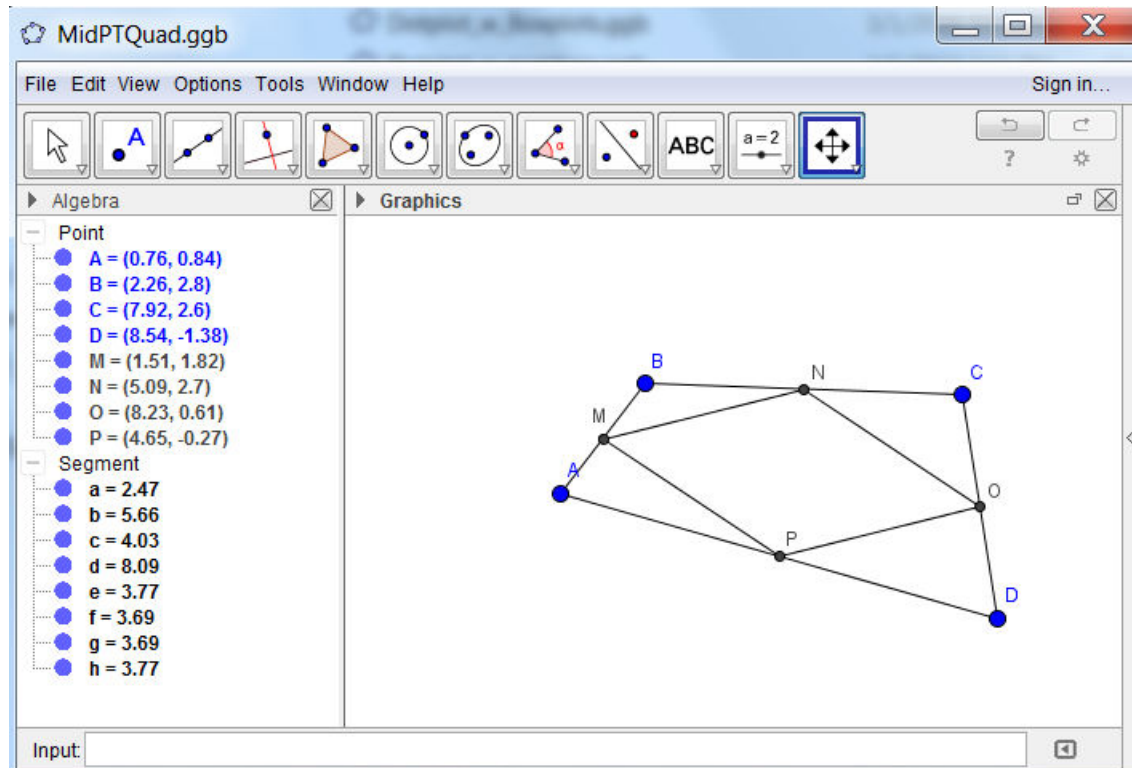 MidPTQuad.ggb
File Edit View Options Tools Window Help Sign in...
A ABC a=2 α ?
Algebra
Graphics
Point
A = (0.76, 0.84)
B = (2.26, 2.8)
C = (7.92, 2.6)
D = (8.54, -1.38)
M = (1.51, 1.82)
N = (5.09, 2.7)
O = (8.23, 0.61)
P = (4.65, -0.27)
Segment
a = 2.47
b = 5.66
c = 4.03
d = 8.09
e = 3.77
f = 3.69
g = 3.69
h = 3.77
B
N
C
M
A
O
P
D
Input: